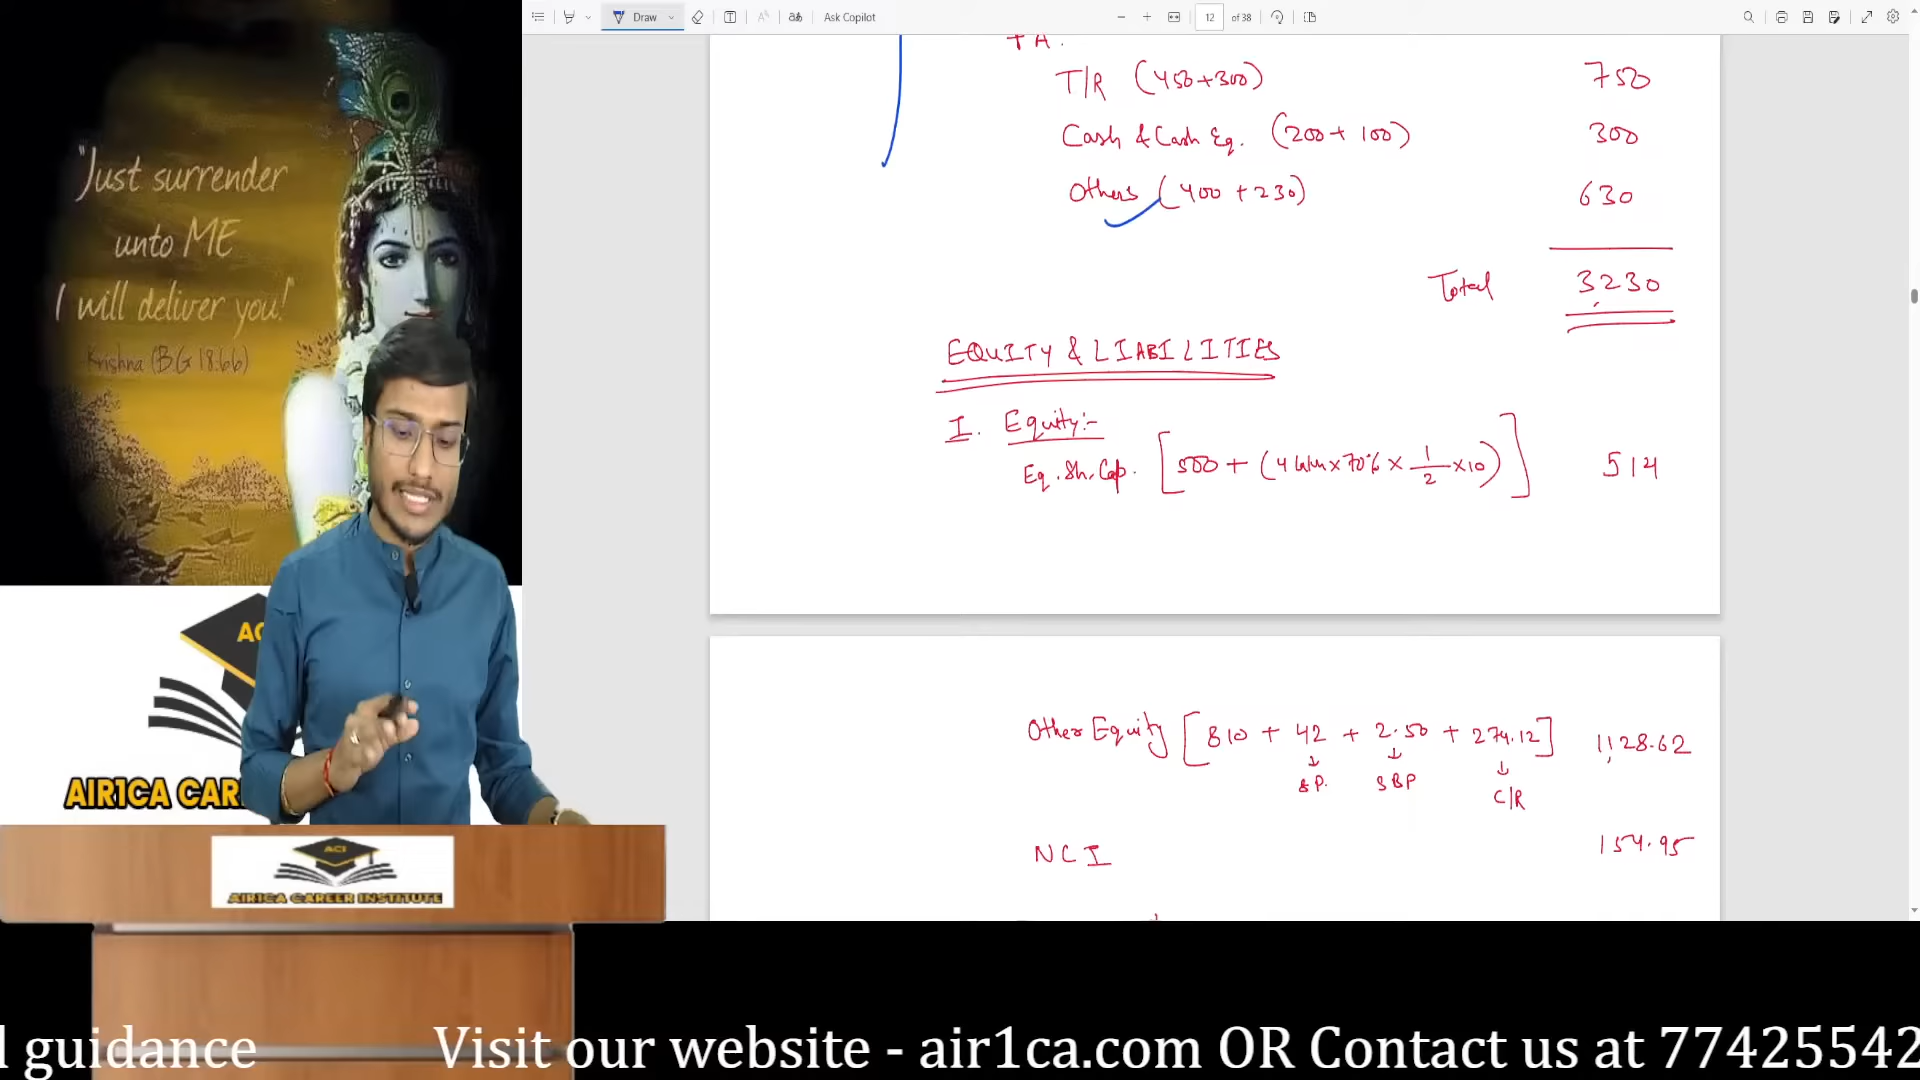 Draw
Ask Copilot
12 of 38
"Just surrender
unto ME
I will deliver you!"
Krishna (B.G 18:66)
T/R (450+300) 750
Cash & Cash Eq. (200 + 100) 300
Others (400 + 230) 630
Total 3230
EQUITY & LIABILITIES
I. Equity:-
Eq. Sh. Cap. [500 + (4 lakh x 70% x 1/2 x 10)] 514
Other Equity [810 + 42 + 2.50 + 274.12] 1,128.62
S.P. SBP C/R
NCI 154.95
AIR1CA CAR
ACI
AIR1CA CAREER INSTITUTE
l guidance Visit our website - air1ca.com OR Contact us at 77425542